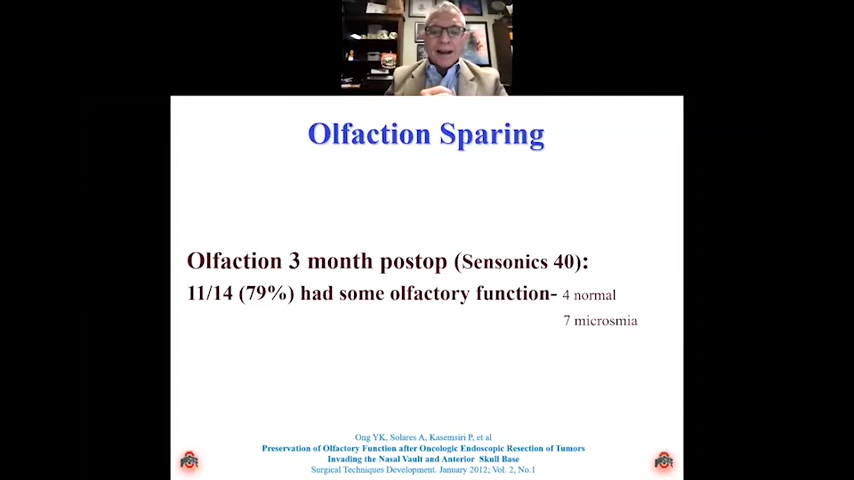 Olfaction Sparing
Olfaction 3 month postop (Sensonics 40):
11/14 (79%) had some olfactory function- 4 normal
7 microsmia
Ong YK, Solares A, Kasemsiri P, et al
Preservation of Olfactory Function after Oncologic Endoscopic Resection of Tumors
Invading the Nasal Vault and Anterior Skull Base
Surgical Techniques Development. January 2012; Vol. 2, No.1